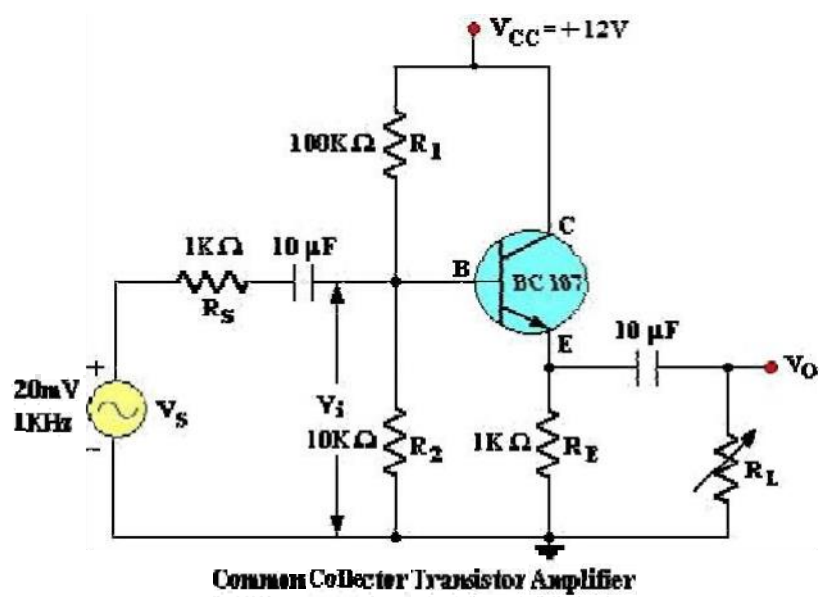 VCC=+12V
100KΩ R1
C
1KΩ 10 µF
B
BC 107
RS
E
10 µF
VO
+
20mV
1KHz
VS
Vi
10KΩ R2
1KΩ RE
RL
−
Common Collector Transistor Amplifier